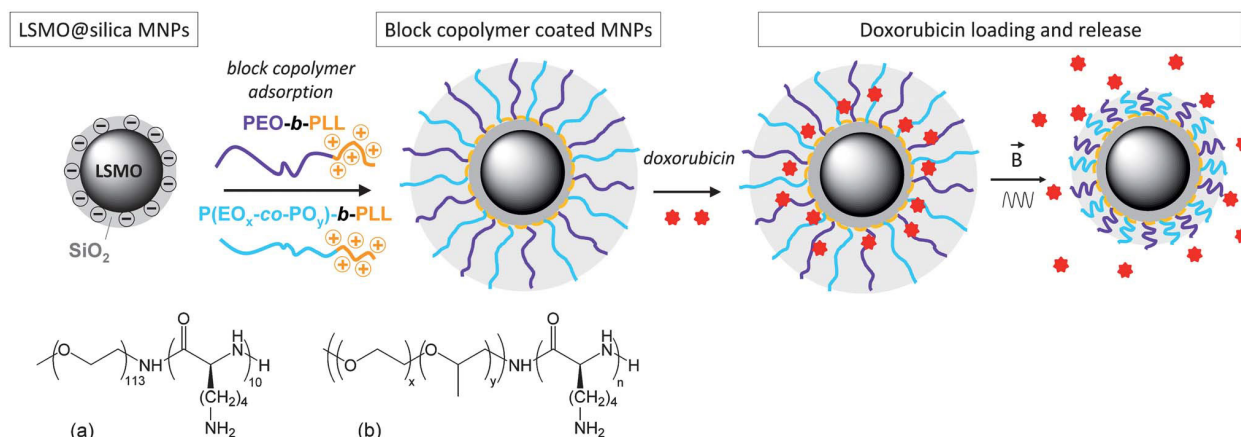 LSMO@silica MNPs
Block copolymer coated MNPs
Doxorubicin loading and release
block copolymer
adsorption
PEO-b-PLL
LSMO
SiO2
P(EOx-co-POy)-b-PLL
doxorubicin
B
O
O
113
NH
H
N
H
10
(CH2)4
NH2
(a)
O
x
O
y
NH
O
H
N
H
n
(CH2)4
NH2
(b)